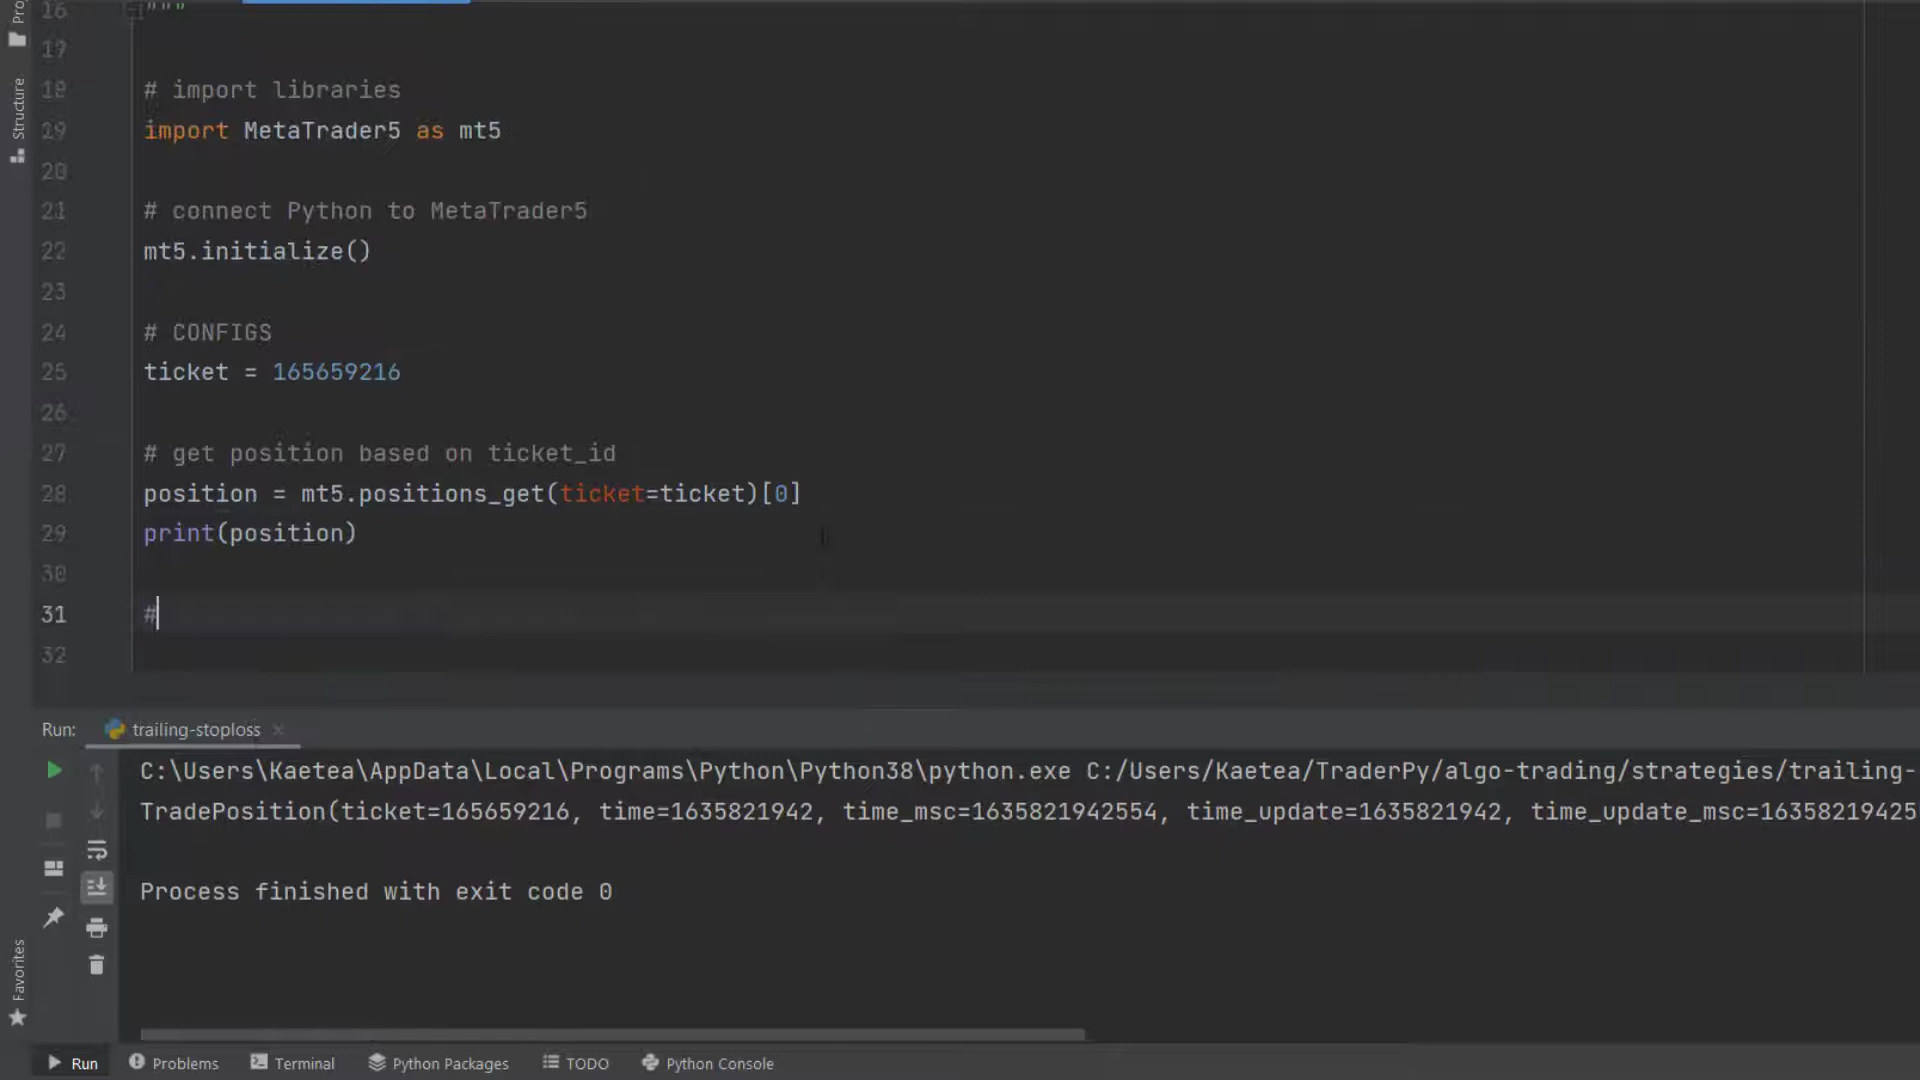 Pro
16 """
17
18 # import libraries
19 import MetaTrader5 as mt5
20
21 # connect Python to MetaTrader5
22 mt5.initialize()
23
24 # CONFIGS
25 ticket = 165659216
26
27 # get position based on ticket_id
28 position = mt5.positions_get(ticket=ticket)[0]
29 print(position)
30
31 #
32
Structure
Favorites
Run: trailing-stoploss
C:\Users\Kaetea\AppData\Local\Programs\Python\Python38\python.exe C:/Users/Kaetea/TraderPy/algo-trading/strategies/trailing-
TradePosition(ticket=165659216, time=1635821942, time_msc=1635821942554, time_update=1635821942, time_update_msc=16358219425
Process finished with exit code 0
Run Problems Terminal Python Packages TODO Python Console